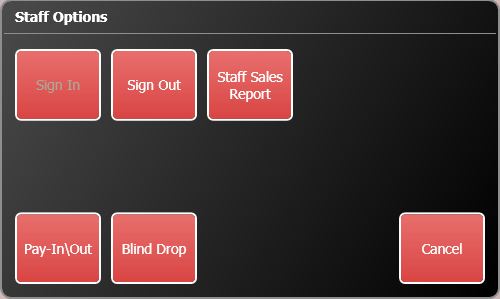 Staff Options
Sign In
Sign Out
Staff Sales
Report
Pay-In\Out
Blind Drop
Cancel